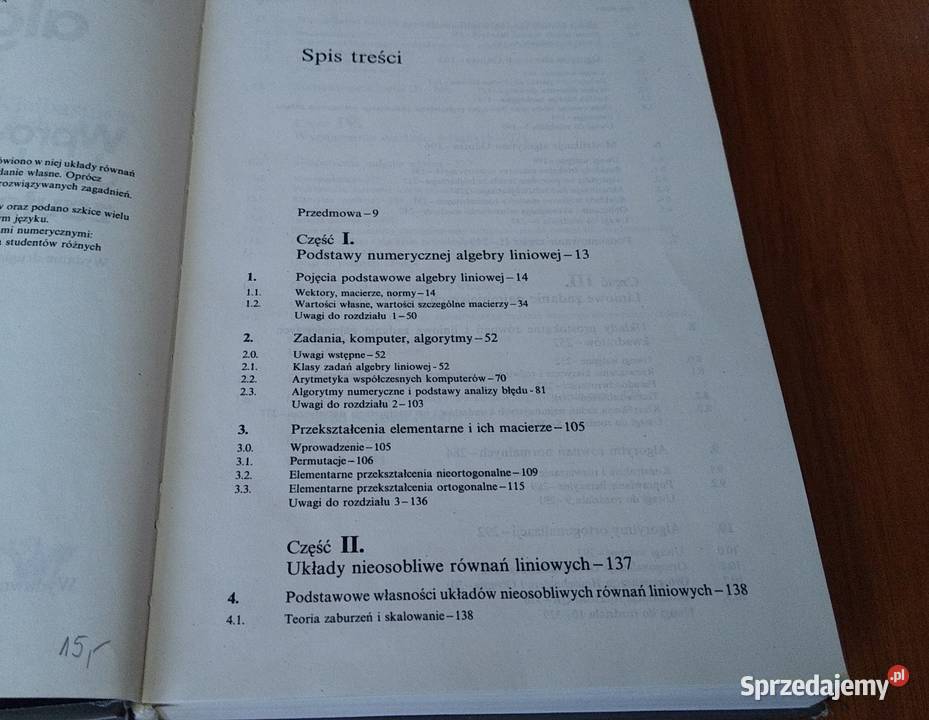 ówiono w niej układy równań
danie własne. Oprócz
rozwiązywanych zagadnień.
oraz podano szkice wielu
ym języku.
ami numerycznymi:
studentów różnych
15,-
Spis treści
Przedmowa–9
Część I.
Podstawy numerycznej algebry liniowej–13
1. Pojęcia podstawowe algebry liniowej–14
1.1. Wektory, macierze, normy–14
1.2. Wartości własne, wartości szczególne macierzy–34
Uwagi do rozdziału 1–50
2. Zadania, komputer, algorytmy–52
2.0. Uwagi wstępne–52
2.1. Klasy zadań algebry liniowej-52
2.2. Arytmetyka współczesnych komputerów–70
2.3. Algorytmy numeryczne i podstawy analizy błędu-81
Uwagi do rozdziału 2–103
3. Przekształcenia elementarne i ich macierze–105
3.0. Wprowadzenie–105
3.1. Permutacje–106
3.2. Elementarne przekształcenia nieortogonalne–109
3.3. Elementarne przekształcenia ortogonalne–115
Uwagi do rozdziału 3–136
Część II.
Układy nieosobliwe równań liniowych–137
4. Podstawowe własności układów nieosobliwych równań liniowych–138
4.1. Teoria zaburzeń i skalowanie–138
Sprzedajemy.pl